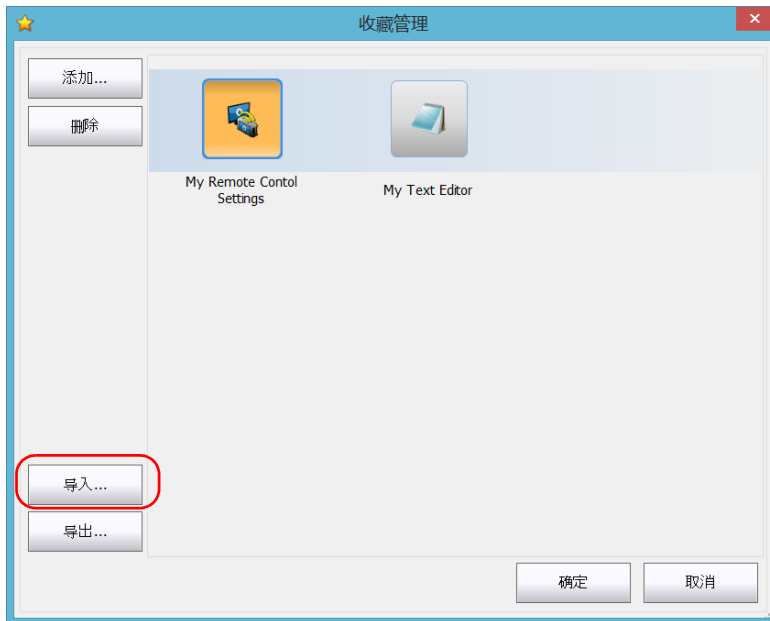 收藏管理
添加...
删除
My Remote Contol
Settings
My Text Editor
导入...
导出...
确定
取消